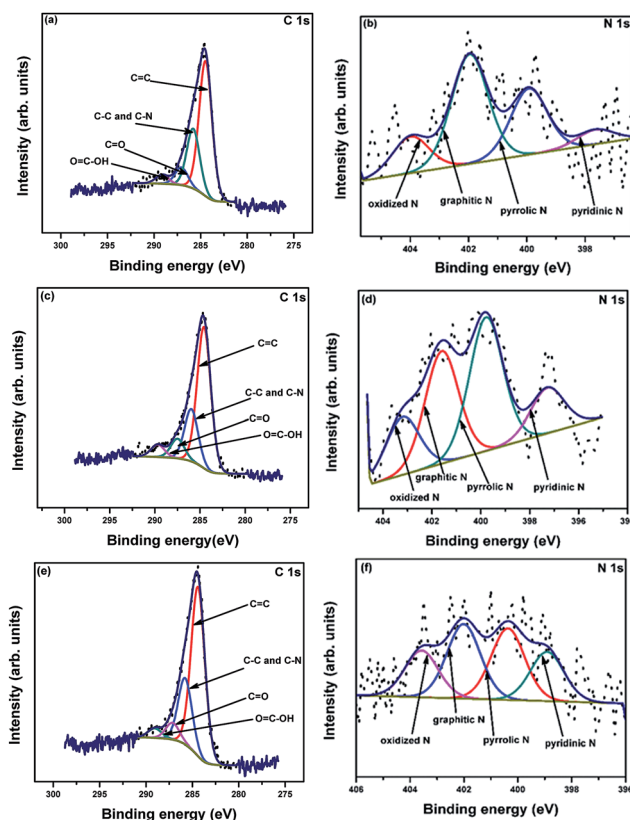 (a)
C 1s
C=C
C-C and C-N
C=O
O=C-OH
Intensity (arb. units)
300 295 290 285 280 275
Binding energy (eV)
(b)
N 1s
oxidized N
graphitic N
pyrrolic N
pyridinic N
Intensity (arb. units)
404 402 400 398
Binding energy (eV)
(c)
C 1s
C=C
C-C and C-N
C=O
O=C-OH
Intensity (arb. units)
300 295 290 285 280 275
Binding energy(eV)
(d)
N 1s
oxidized N
graphitic N
pyrrolic N
pyridinic N
Intensity (arb. units)
404 402 400 398 396 39
Binding energy (eV)
(e)
C 1s
C=C
C-C and C-N
C=O
O=C-OH
Intensity (arb. units)
300 295 290 285 280 275
Binding energy (eV)
(f)
N 1s
oxidized N
graphitic N
pyrrolic N
pyridinic N
Intensity (arb. units)
406 404 402 400 398 396
Binding energy (eV)